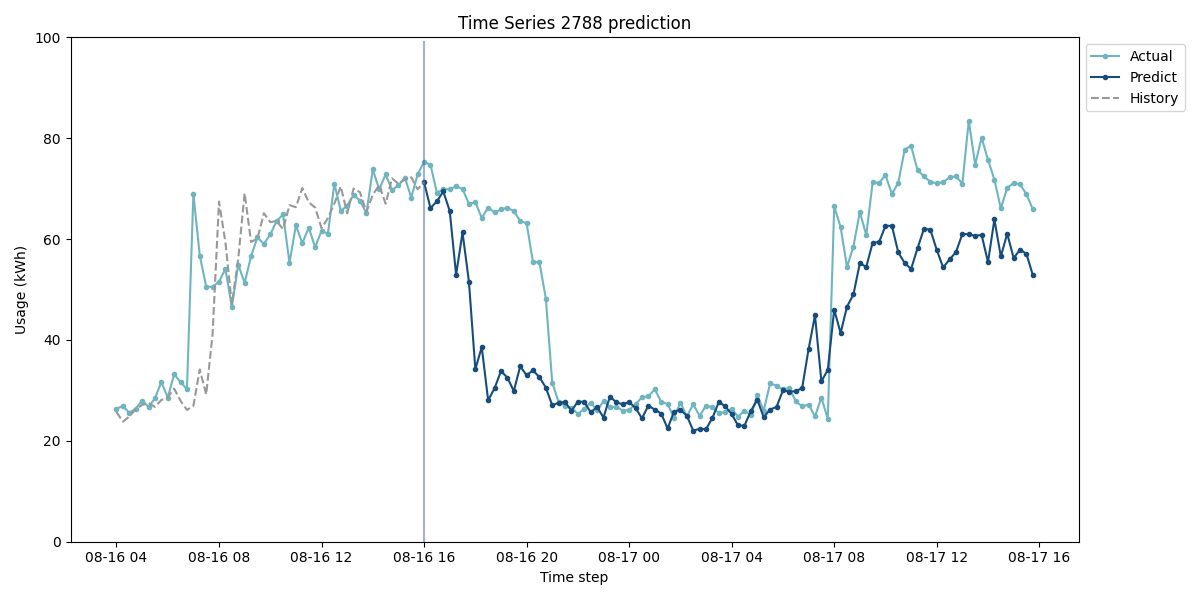 Time Series 2788 prediction
Usage (kWh)
100
80
60
40
20
0
08-16 04
08-16 08
08-16 12
08-16 16
08-16 20
08-17 00
08-17 04
08-17 08
08-17 12
08-17 16
Time step
Actual
Predict
History